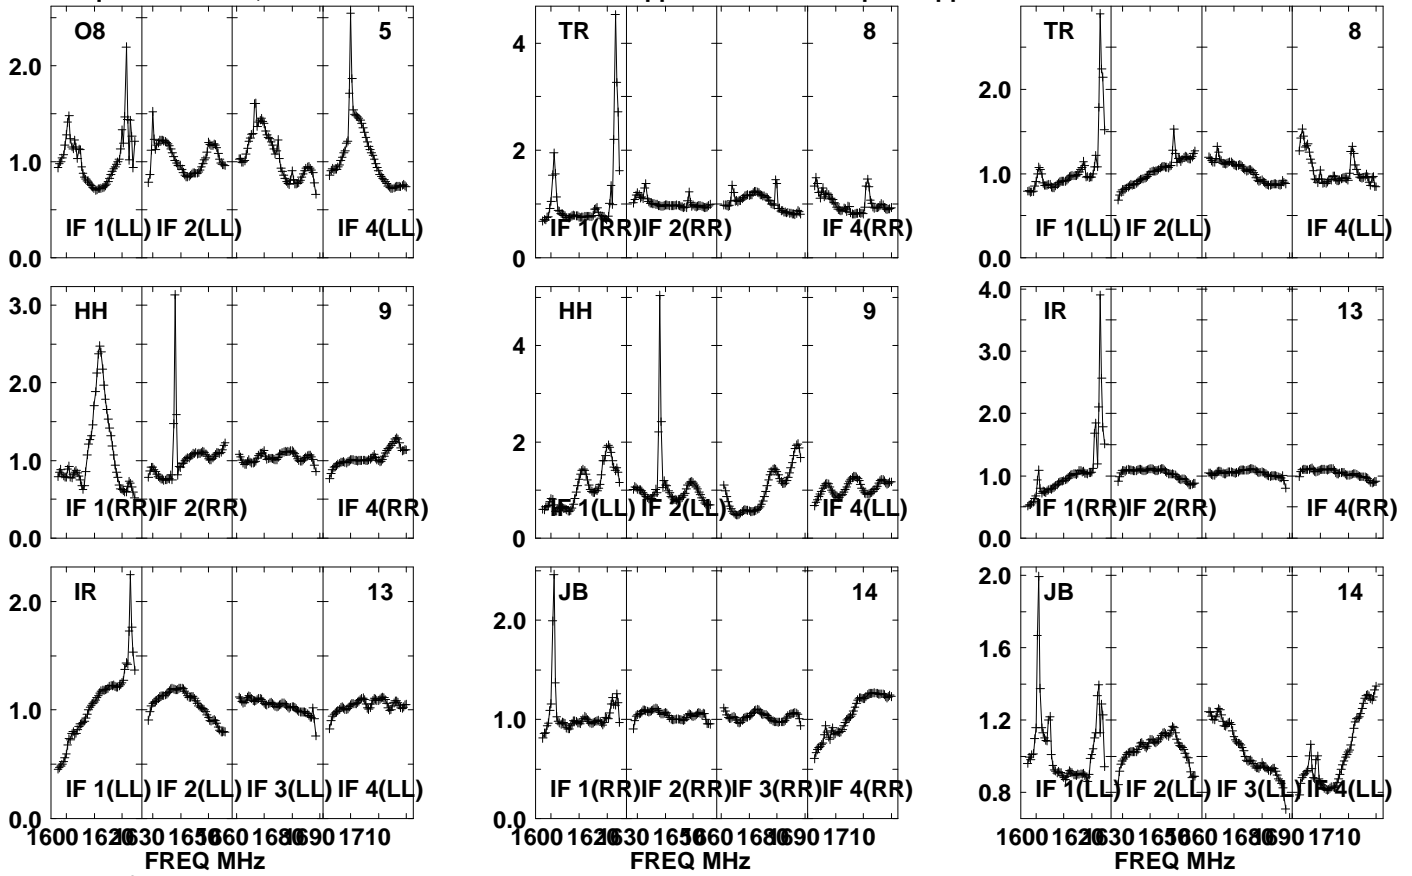 O8 5 TR 8 TR 8
2.0 4 2.0
1.0 2 1.0
IF 1(LL) IF 2(LL) IF 4(LL) IF 1(RR) IF 2(RR) IF 4(RR) IF 1(LL) IF 2(LL) IF 4(LL)
0.0 0 0.0
HH 9 HH 9 IR 13
3.0 4 4.0
2.0 2 3.0
1.0 0 2.0
0.0 1.0
0.0
IF 1(RR) IF 2(RR) IF 4(RR) IF 1(LL) IF 2(LL) IF 4(LL) IF 1(RR) IF 2(RR) IF 4(RR)
IR 13 JB 14 JB 14
2.0 2.0 2.0
1.0 1.0 1.6
0.0 0.0 1.2
0.8
IF 1(LL) IF 2(LL) IF 3(LL) IF 4(LL) IF 1(RR) IF 2(RR) IF 3(RR) IF 4(RR) IF 1(LL) IF 2(LL) IF 3(LL) IF 4(LL)
1600 1620 1630 1650 1660 1680 1690 1710 1600 1620 1630 1650 1660 1680 1690 1710 1600 1620 1630 1650 1660 1680 1690 1710
FREQ MHz FREQ MHz FREQ MHz